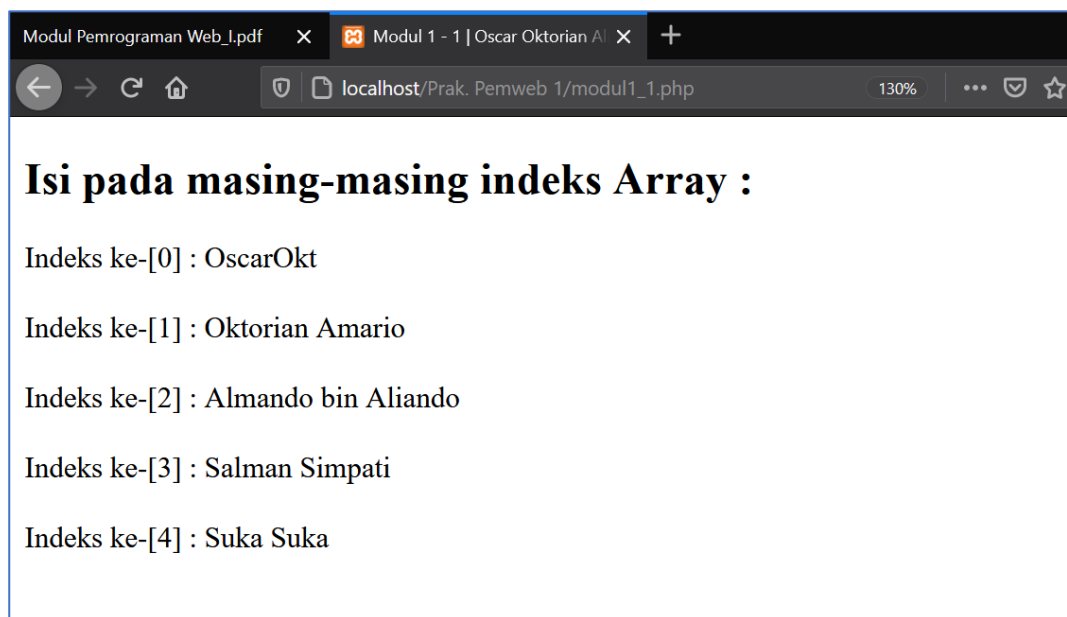 Modul Pemrograman Web_I.pdf
Modul 1 - 1 | Oscar Oktorian Al
localhost/Prak. Pemweb 1/modul1_1.php
130%
Isi pada masing-masing indeks Array :
Indeks ke-[0] : OscarOkt
Indeks ke-[1] : Oktorian Amario
Indeks ke-[2] : Almando bin Aliando
Indeks ke-[3] : Salman Simpati
Indeks ke-[4] : Suka Suka